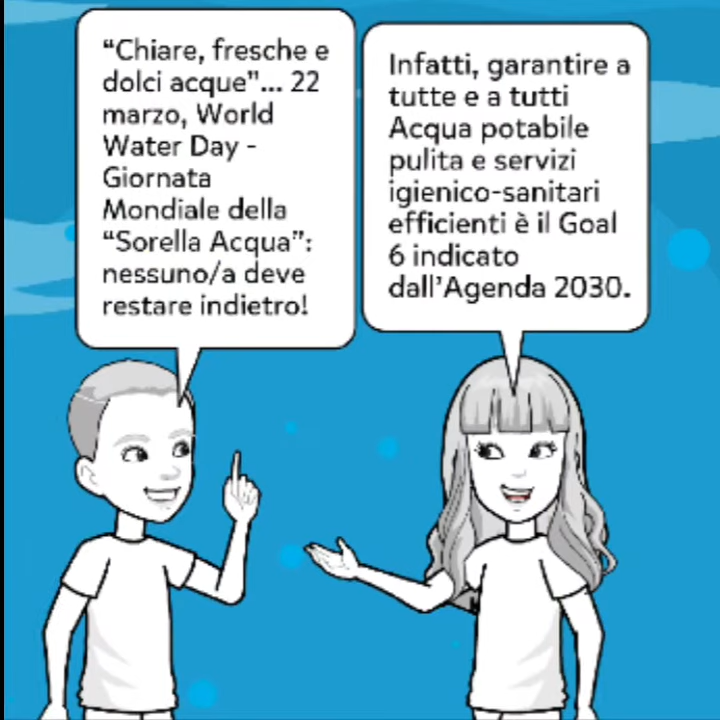 “Chiare, fresche e
dolci acque”... 22
marzo, World
Water Day -
Giornata
Mondiale della
“Sorella Acqua”:
nessuno/a deve
restare indietro!
Infatti, garantire a
tutte e a tutti
Acqua potabile
pulita e servizi
igienico-sanitari
efficienti è il Goal
6 indicato
dall'Agenda 2030.